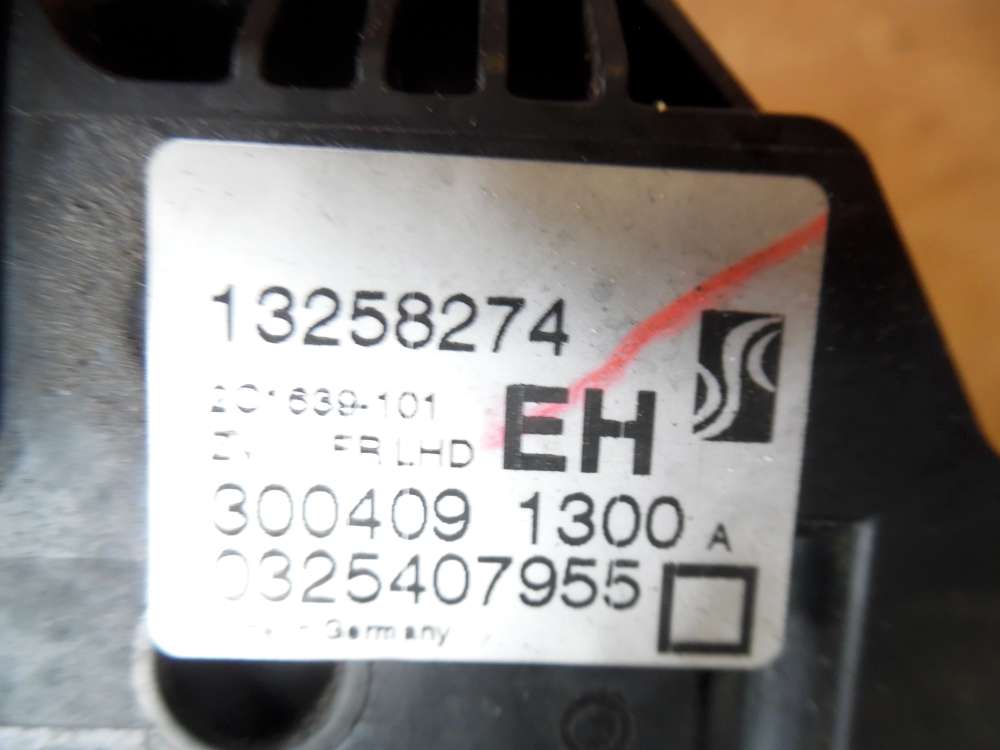 13258274
2C1639-101
EH
FR LHD
300409 1300 A
0325407955
Germany